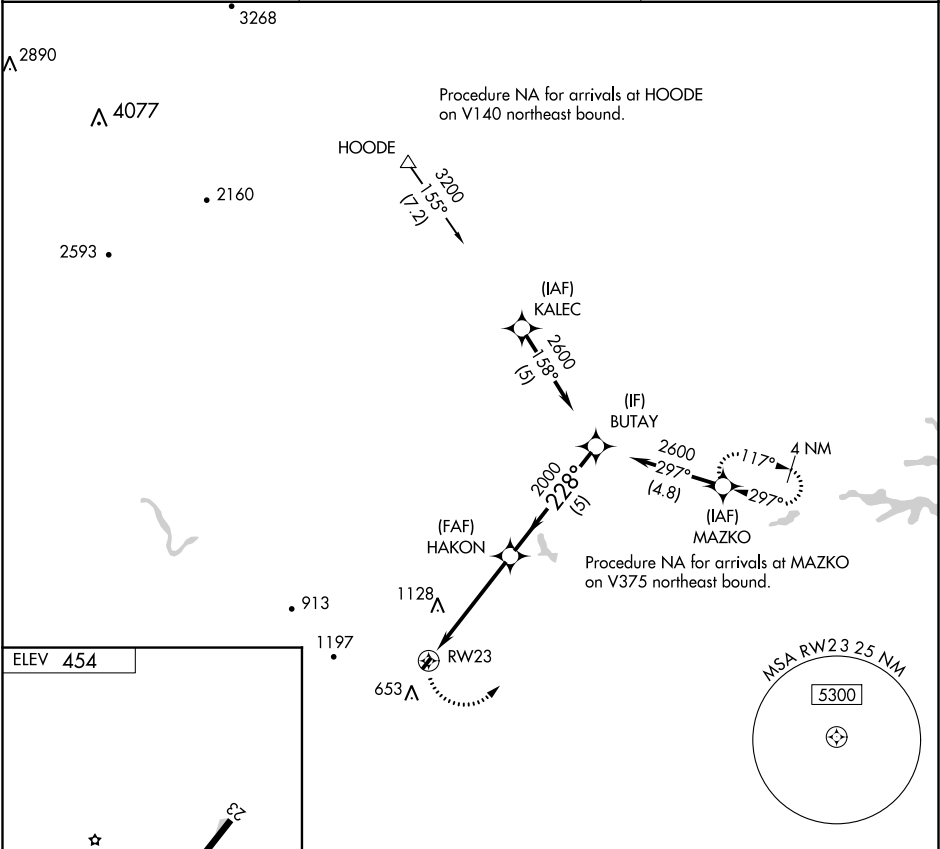 3268
2890
4077
Procedure NA for arrivals at HOODE
on V140 northeast bound.
HOODE
3200
155°
(7.2)
2160
2593
(IAF)
KALEC
2600
158°
(5)
(IF)
BUTAY
2600
297°
(4.8)
117°
4 NM
297°
(IAF)
MAZKO
2000
228°
(5)
(FAF)
HAKON
Procedure NA for arrivals at MAZKO
on V375 northeast bound.
1128
913
1197
RW23
653
ELEV 454
23
MSA RW23 25 NM
5300